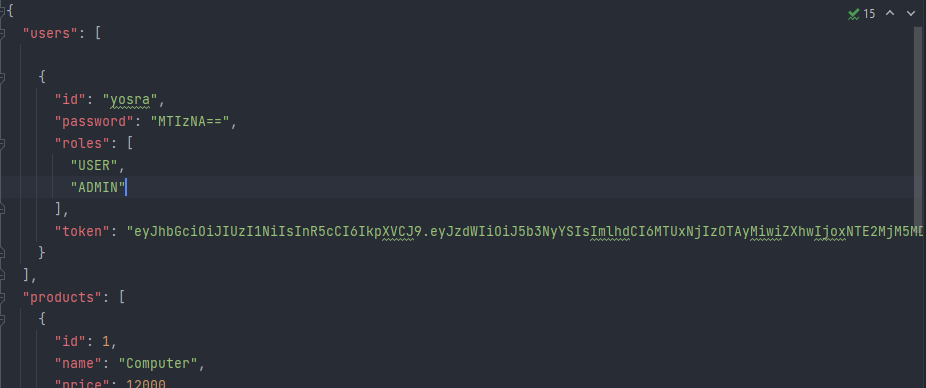 {
15
"users": [
{
"id": "yosra",
"password": "MTIzNA==",
"roles": [
"USER",
"ADMIN"
],
"token": "eyJhbGciOiJIUzI1NiIsInR5cCI6IkpXVCJ9.eyJzdWIiOiJ5b3NyYSIsImlhdCI6MTUxNjIzOTAyMiwiZXhwIjoxNTE2MjM5MD
}
],
"products": [
{
"id": 1,
"name": "Computer",
"price": 12000